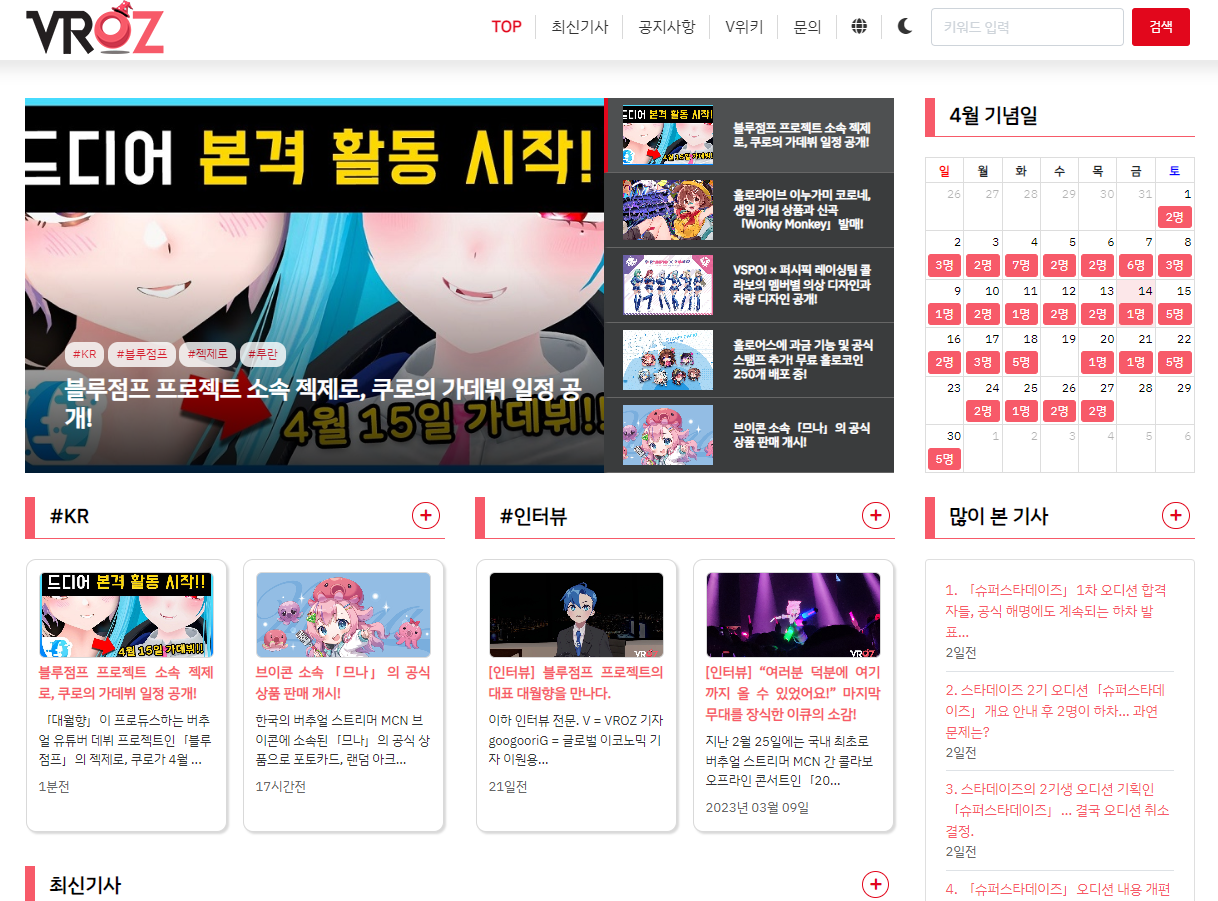 VROZ
TOP
최신기사
공지사항
V위키
문의
키워드 입력
검색
드디어 본격 활동 시작!
#KR
#블루점프
#젝제로
#루란
블루점프 프로젝트 소속 젝제로, 쿠로의 가데뷔 일정 공
개!
4월 15일 가데뷔!!
블루점프 프로젝트 소속 젝제
로, 쿠로의 가데뷔 일정 공개!
홀로라이브 이누가미 코로네,
생일 기념 상품과 신곡
「Wonky Monkey」 발매!
VSPO! × 퍼시픽 레이싱팀 콜
라보의 멤버별 의상 디자인과
차량 디자인 공개!
홀로어스에 과금 기능 및 공식
스탬프 추가! 무료 홀로코인
250개 배포 중!
브이콘 소속「므나」의 공식
상품 판매 개시!
4월 기념일
일 월 화 수 목 금 토
26 27 28 29 30 31 1
2명
2 3 4 5 6 7 8
3명 2명 7명 2명 2명 6명 3명
9 10 11 12 13 14 15
1명 2명 1명 2명 2명 1명 5명
16 17 18 19 20 21 22
2명 3명 5명 1명 1명 5명
23 24 25 26 27 28 29
2명 1명 2명 2명
30 1 2 3 4 5 6
5명
#KR
드디어 본격 활동 시작!!
4월 15일 가데뷔!!
블루점프 프로젝트 소속 젝제
로, 쿠로의 가데뷔 일정 공개!
「대월향」이 프로듀스하는 버추
얼 유튜버 데뷔 프로젝트인「블루
점프」의 젝제로, 쿠로가 4월 ...
1분전
브이콘 소속 「므나」의 공식
상품 판매 개시!
한국의 버추얼 스트리머 MCN 브
이콘에 소속된「므나」의 공식 상
품으로 포토카드, 랜덤 아크...
17시간전
#인터뷰
VROZ
[인터뷰] 블루점프 프로젝트의
대표 대월향을 만나다.
이하 인터뷰 전문. V = VROZ 기자
googooriG = 글로벌 이코노믹 기
자 이원용...
21일전
VROZ
[인터뷰] “여러분 덕분에 여기
까지 올 수 있었어요!” 마지막
무대를 장식한 이큐의 소감!
지난 2월 25일에는 국내 최초로
버추얼 스트리머 MCN 간 콜라보
오프라인 콘서트인「20...
2023년 03월 09일
많이 본 기사
1. 「슈퍼스타데이즈」 1차 오디션 합격
자들, 공식 해명에도 계속되는 하차 발
표...
2일전
2. 스타데이즈 2기 오디션「슈퍼스타데
이즈」개요 안내 후 2명이 하차... 과연
문제는?
2일전
3. 스타데이즈의 2기생 오디션 기획인
「슈퍼스타데이즈」... 결국 오디션 취소
결정.
2일전
4. 「슈퍼스타데이즈」 오디션 내용 개편
최신기사